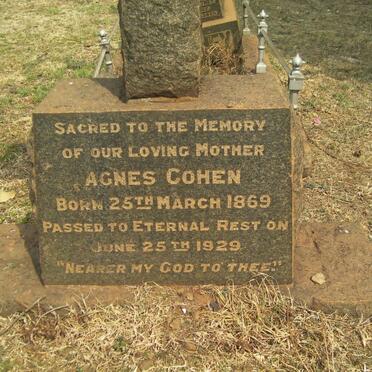 SACRED TO THE MEMORY
OF OUR LOVING MOTHER
AGNES COHEN
BORN 25TH MARCH 1869
PASSED TO ETERNAL REST ON
JUNE 25TH 1929
"NEARER MY GOD TO THEE."